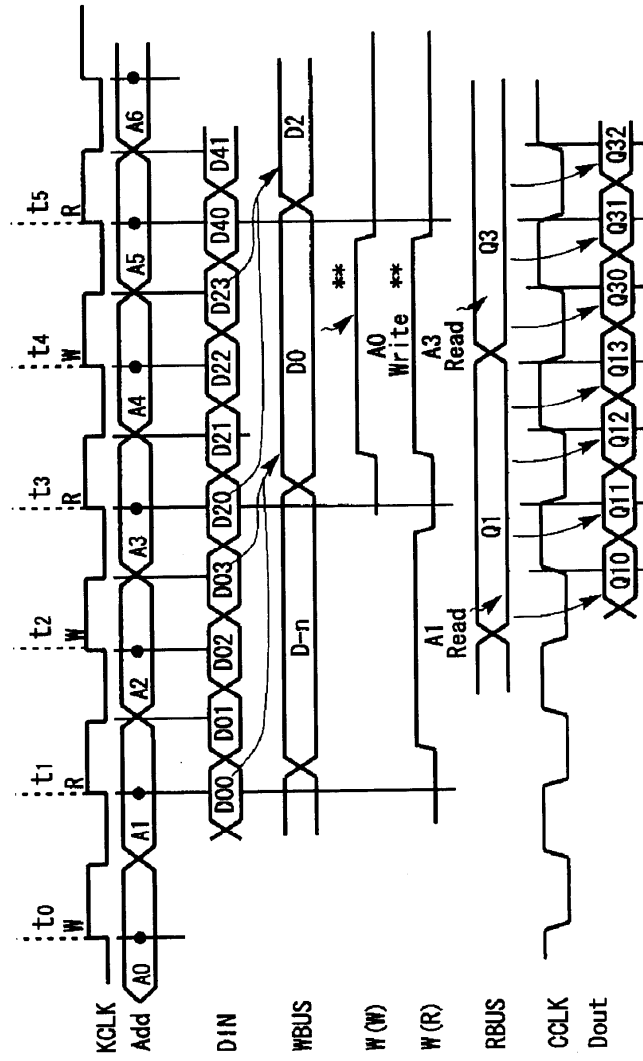 t0 t1 t2 t3 t4 t5
W R W R W R
KCLK
Add A0 A1 A2 A3 A4 A5 A6
DIN D00 D01 D02 D03 D20 D21 D22 D23 D40 D41
WBUS D-n D0 D2
W(W) A0 Write ** **
W(R) A1 Read A3 Read
RBUS Q1 Q3
CCLK
Dout Q10 Q11 Q12 Q13 Q30 Q31 Q32